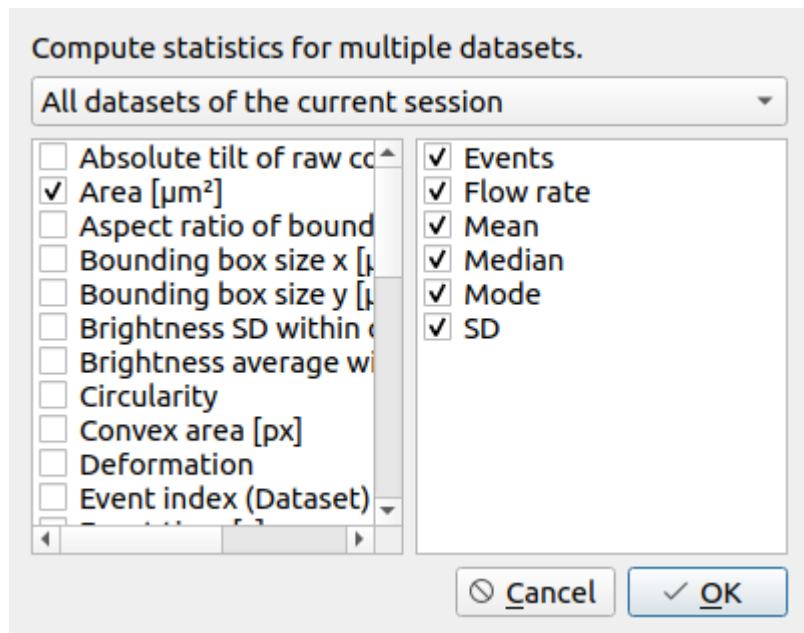 Compute statistics for multiple datasets.
All datasets of the current session
Absolute tilt of raw
Area [µm²]
Aspect ratio of bound
Bounding box size x
Bounding box size y
Brightness SD within
Brightness average
Circularity
Convex area [px]
Deformation
Event index (Dataset)
Events
Flow rate
Mean
Median
Mode
SD
Cancel
OK